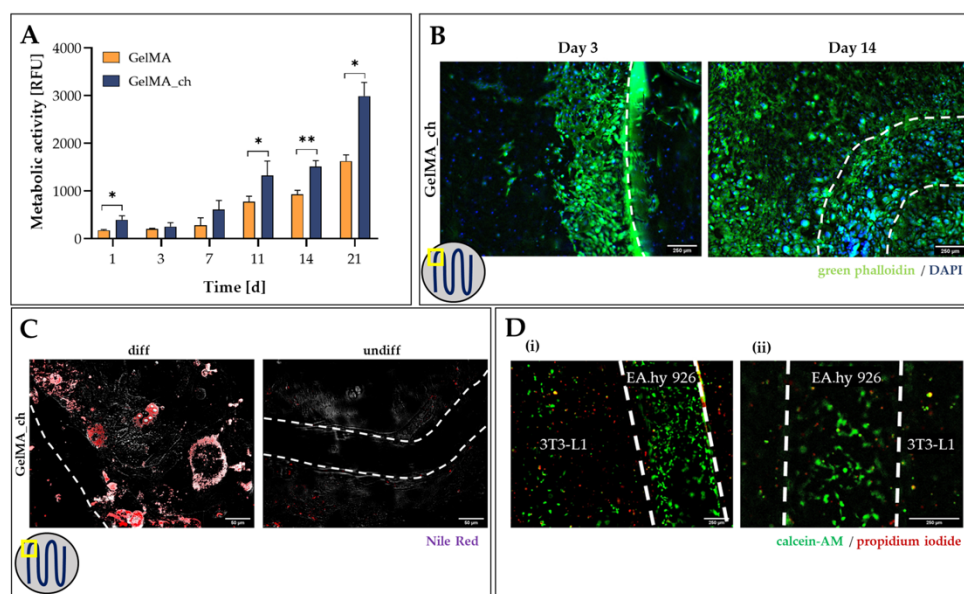 A
4000
3000
2000
1000
0
Metabolic activity [RFU]
GelMA
GelMA_ch
*
*
**
*
1 3 7 11 14 21
Time [d]
B
Day 3 Day 14
GelMA_ch
250 µm 250 µm
green phalloidin / DAPI
C
diff undiff
GelMA_ch
50 µm 50 µm
Nile Red
D
(i) (ii)
EA.hy 926 EA.hy 926
3T3-L1 3T3-L1
250 µm 250 µm
calcein-AM / propidium iodide